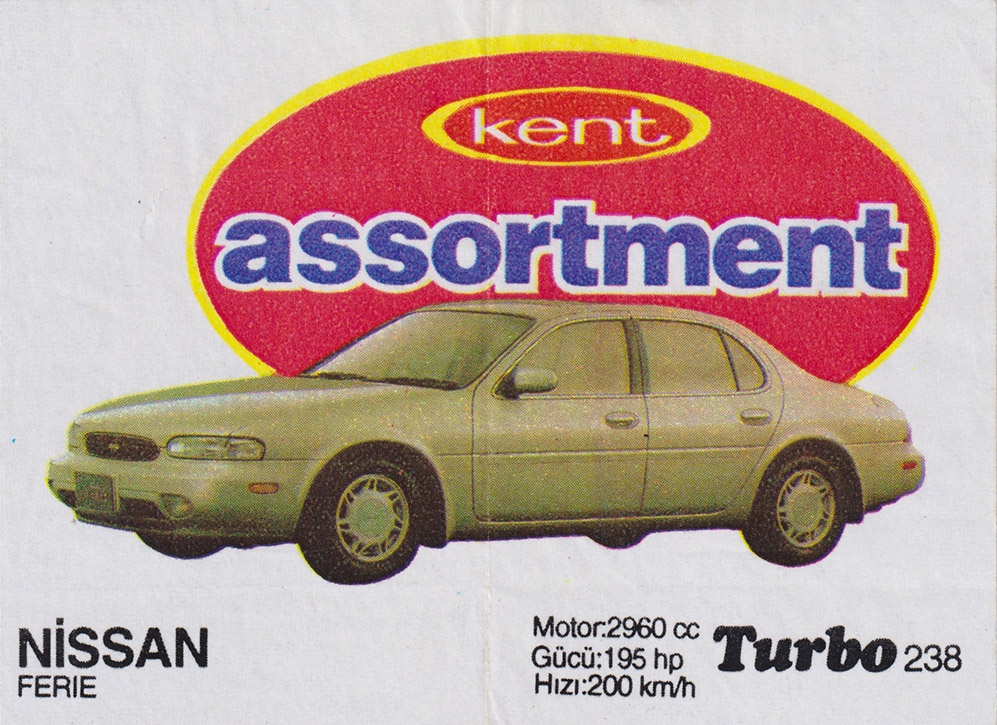 kent
assortment
NİSSAN
FERIE
Motor:2960 cc
Gücü:195 hp
Hızı:200 km/h
Turbo 238